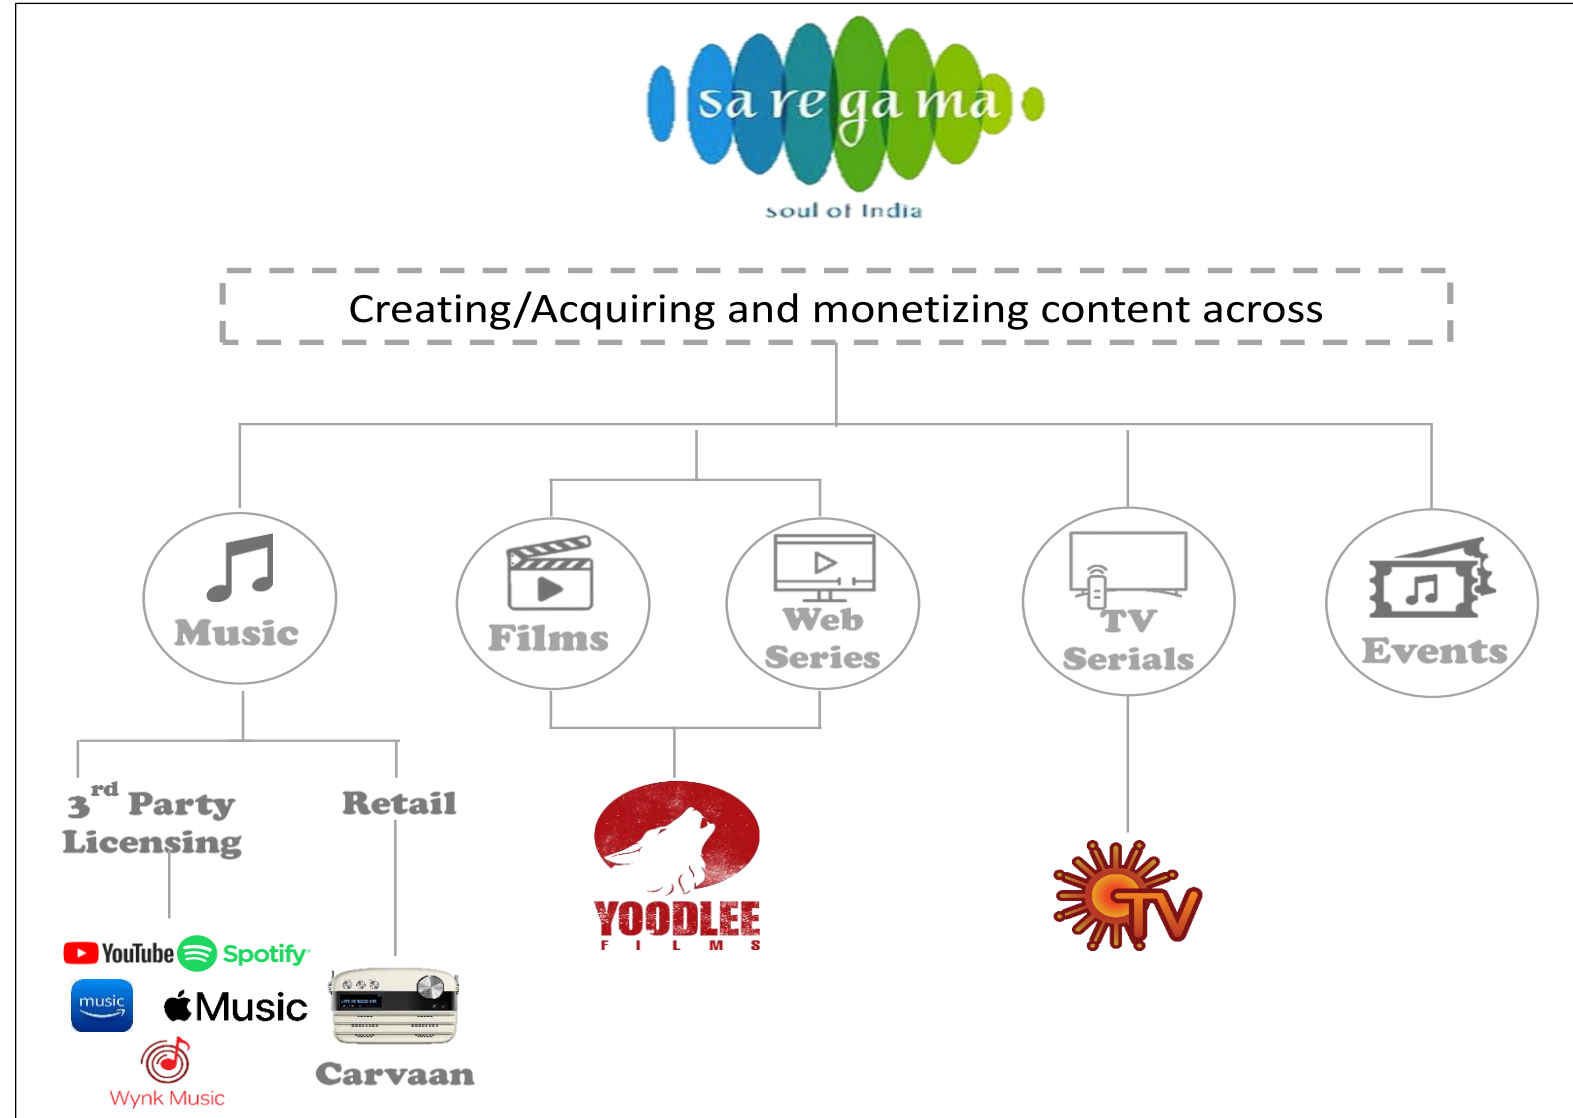 sa re ga ma
soul of India
Creating/Acquiring and monetizing content across
Music
Films
Web
Series
TV
Serials
Events
3rd Party
Licensing
Retail
YouTube
Spotify
music
Music
Wynk Music
Carvaan
YOODLEE
FILMS
TV